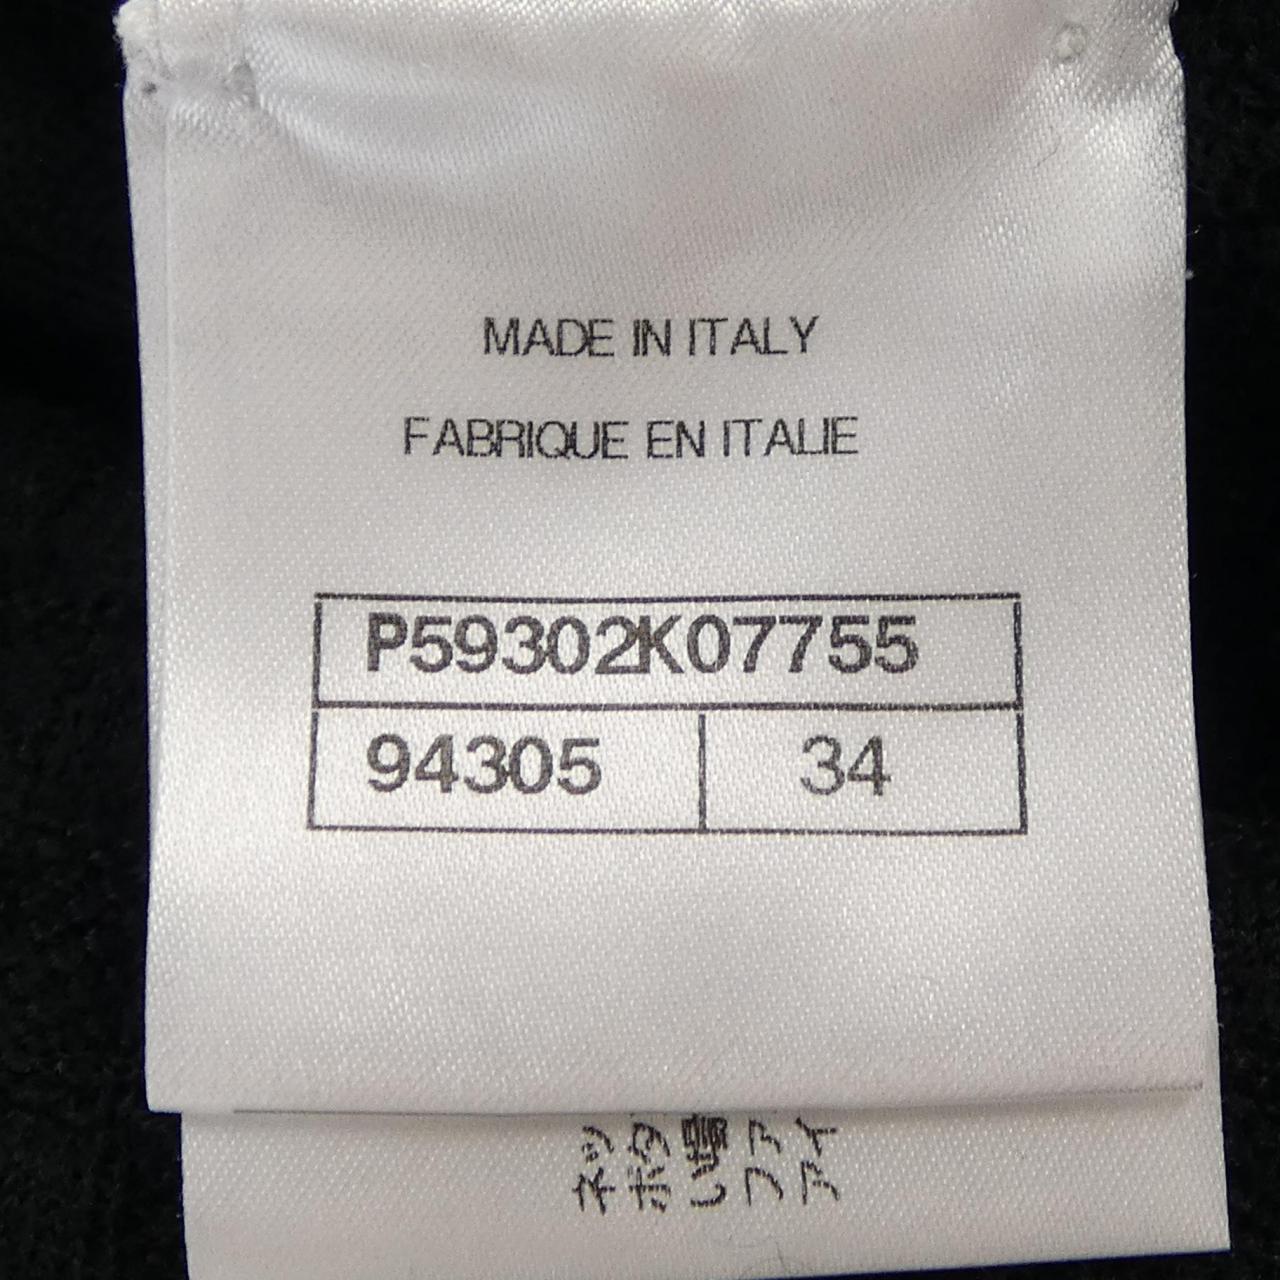 MADE IN ITALY
FABRIQUE EN ITALIE
P59302K07755
94305 34